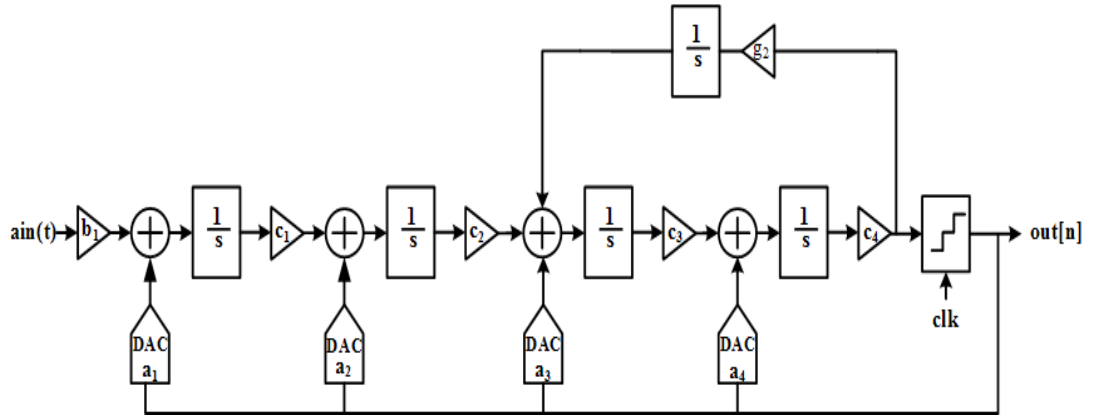 1
s
g₂
ain(t)
b₁
1
s
c₁
1
s
c₂
1
s
c₃
1
s
c₄
out[n]
clk
DAC
a₁
DAC
a₂
DAC
a₃
DAC
a₄